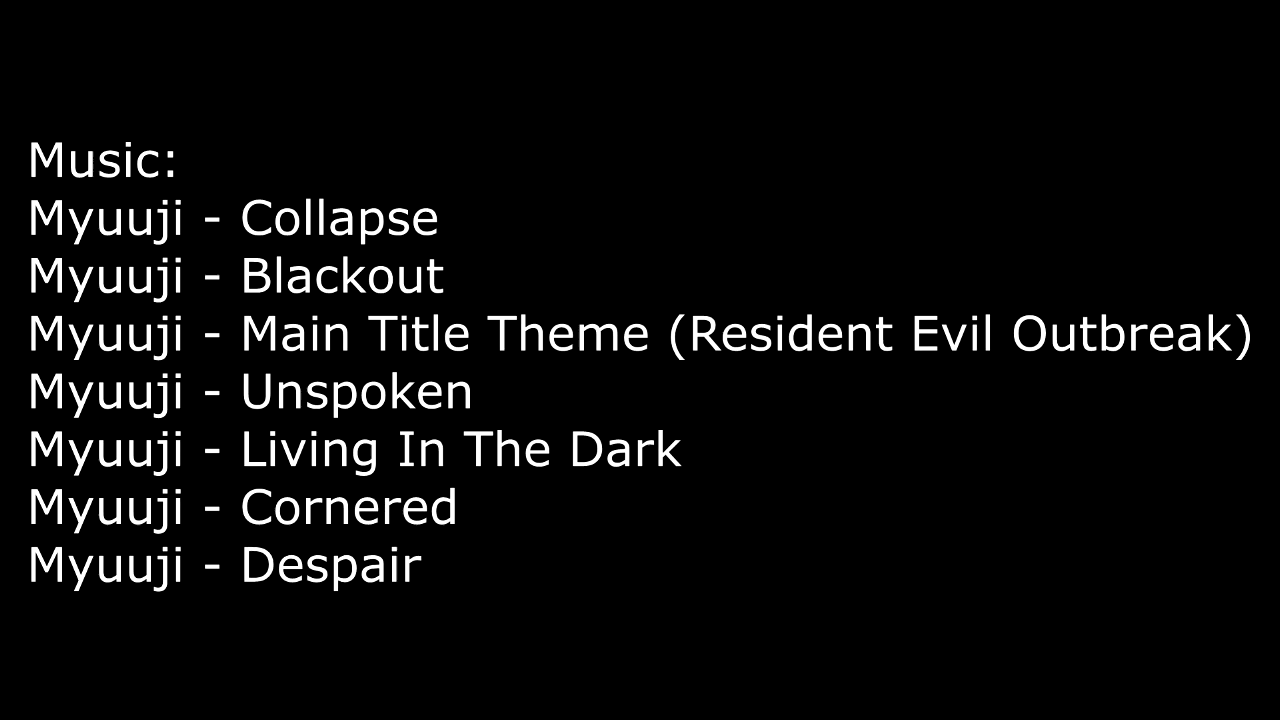 Music:
Myuuji - Collapse
Myuuji - Blackout
Myuuji - Main Title Theme (Resident Evil Outbreak)
Myuuji - Unspoken
Myuuji - Living In The Dark
Myuuji - Cornered
Myuuji - Despair